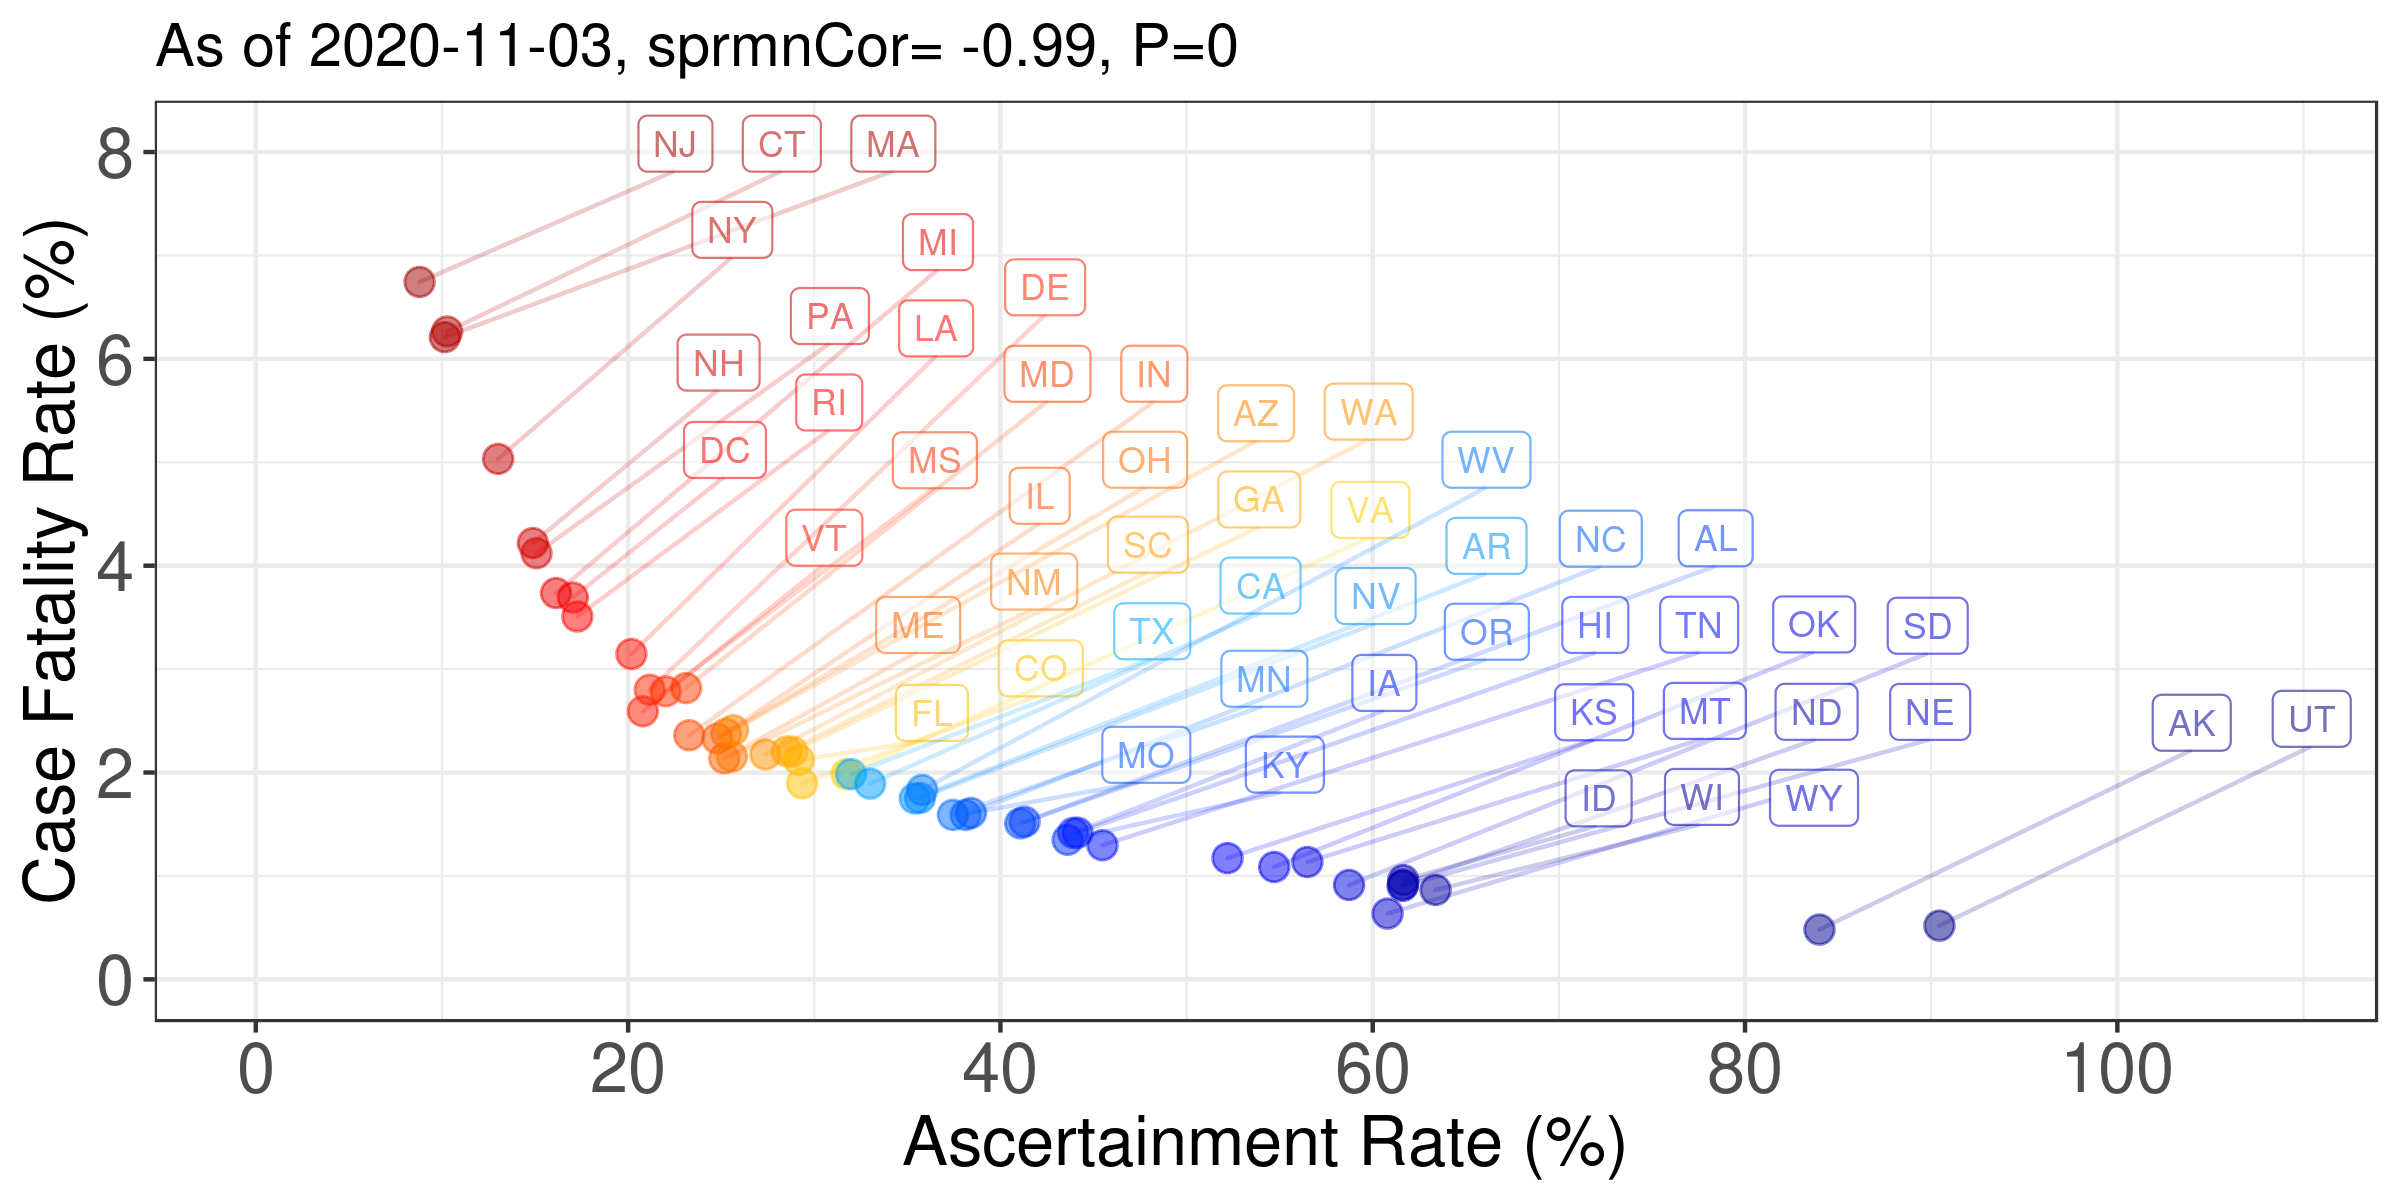 As of 2020-11-03, sprmnCor= -0.99, P=0
Case Fatality Rate (%)
8
6
4
2
0
NJ CT MA
NY MI
DE
PA LA
NH MD IN
RI AZ WA
DC MS OH WV
IL GA VA
VT SC NC AL
AR
NM CA NV
ME TX OR HI TN OK SD
CO MN IA
FL KS MT ND NE AK UT
MO KY
ID WI WY
0 20 40 60 80 100
Ascertainment Rate (%)